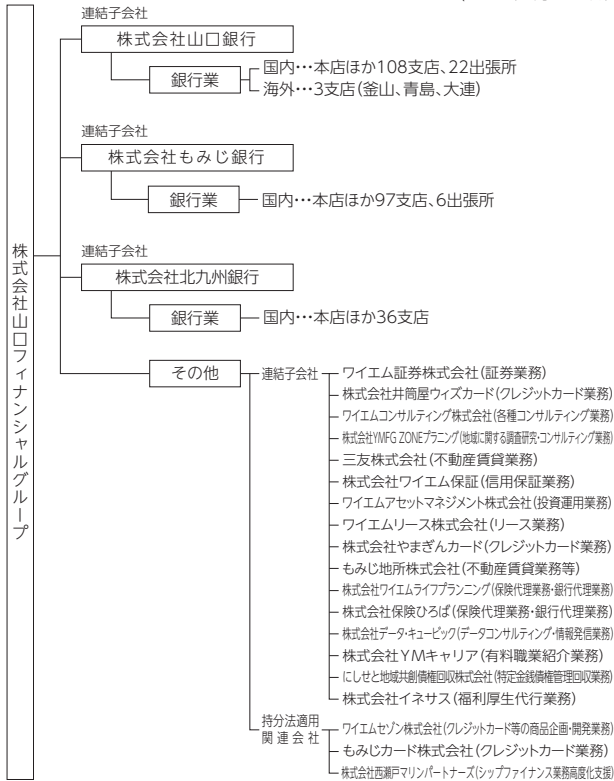 連結子会社
株式会社山口銀行
銀行業
国内…本店ほか108支店、22出張所
海外…3支店(釜山、青島、大連)
連結子会社
株式会社もみじ銀行
銀行業
国内…本店ほか97支店、6出張所
連結子会社
株式会社北九州銀行
銀行業
国内…本店ほか36支店
株式会社山口フィナンシャルグループ
その他
連結子会社
ワイエム証券株式会社(証券業務)
株式会社井筒屋ウィズカード(クレジットカード業務)
ワイエムコンサルティング株式会社(各種コンサルティング業務)
株式会社YMFG ZONEプラニング(地域に関する調査研究・コンサルティング業務)
三友株式会社(不動産賃貸業務)
株式会社ワイエム保証(信用保証業務)
ワイエムアセットマネジメント株式会社(投資運用業務)
ワイエムリース株式会社(リース業務)
株式会社やまぎんカード(クレジットカード業務)
もみじ地所株式会社(不動産賃貸業務等)
株式会社ワイエムライフプランニング(保険代理業務・銀行代理業務)
株式会社保険ひろば(保険代理業務・銀行代理業務)
株式会社データ・キュービック(データコンサルティング・情報発信業務)
株式会社YMキャリア(有料職業紹介業務)
にしせと地域共創債権回収株式会社(特定金銭債権管理回収業務)
株式会社イネサス(福利厚生代行業務)
持分法適用
関連会社
ワイエムセゾン株式会社(クレジットカード等の商品企画・開発業務)
もみじカード株式会社(クレジットカード業務)
株式会社西瀬戸マリンパートナーズ(シップファイナンス業務高度化支援)